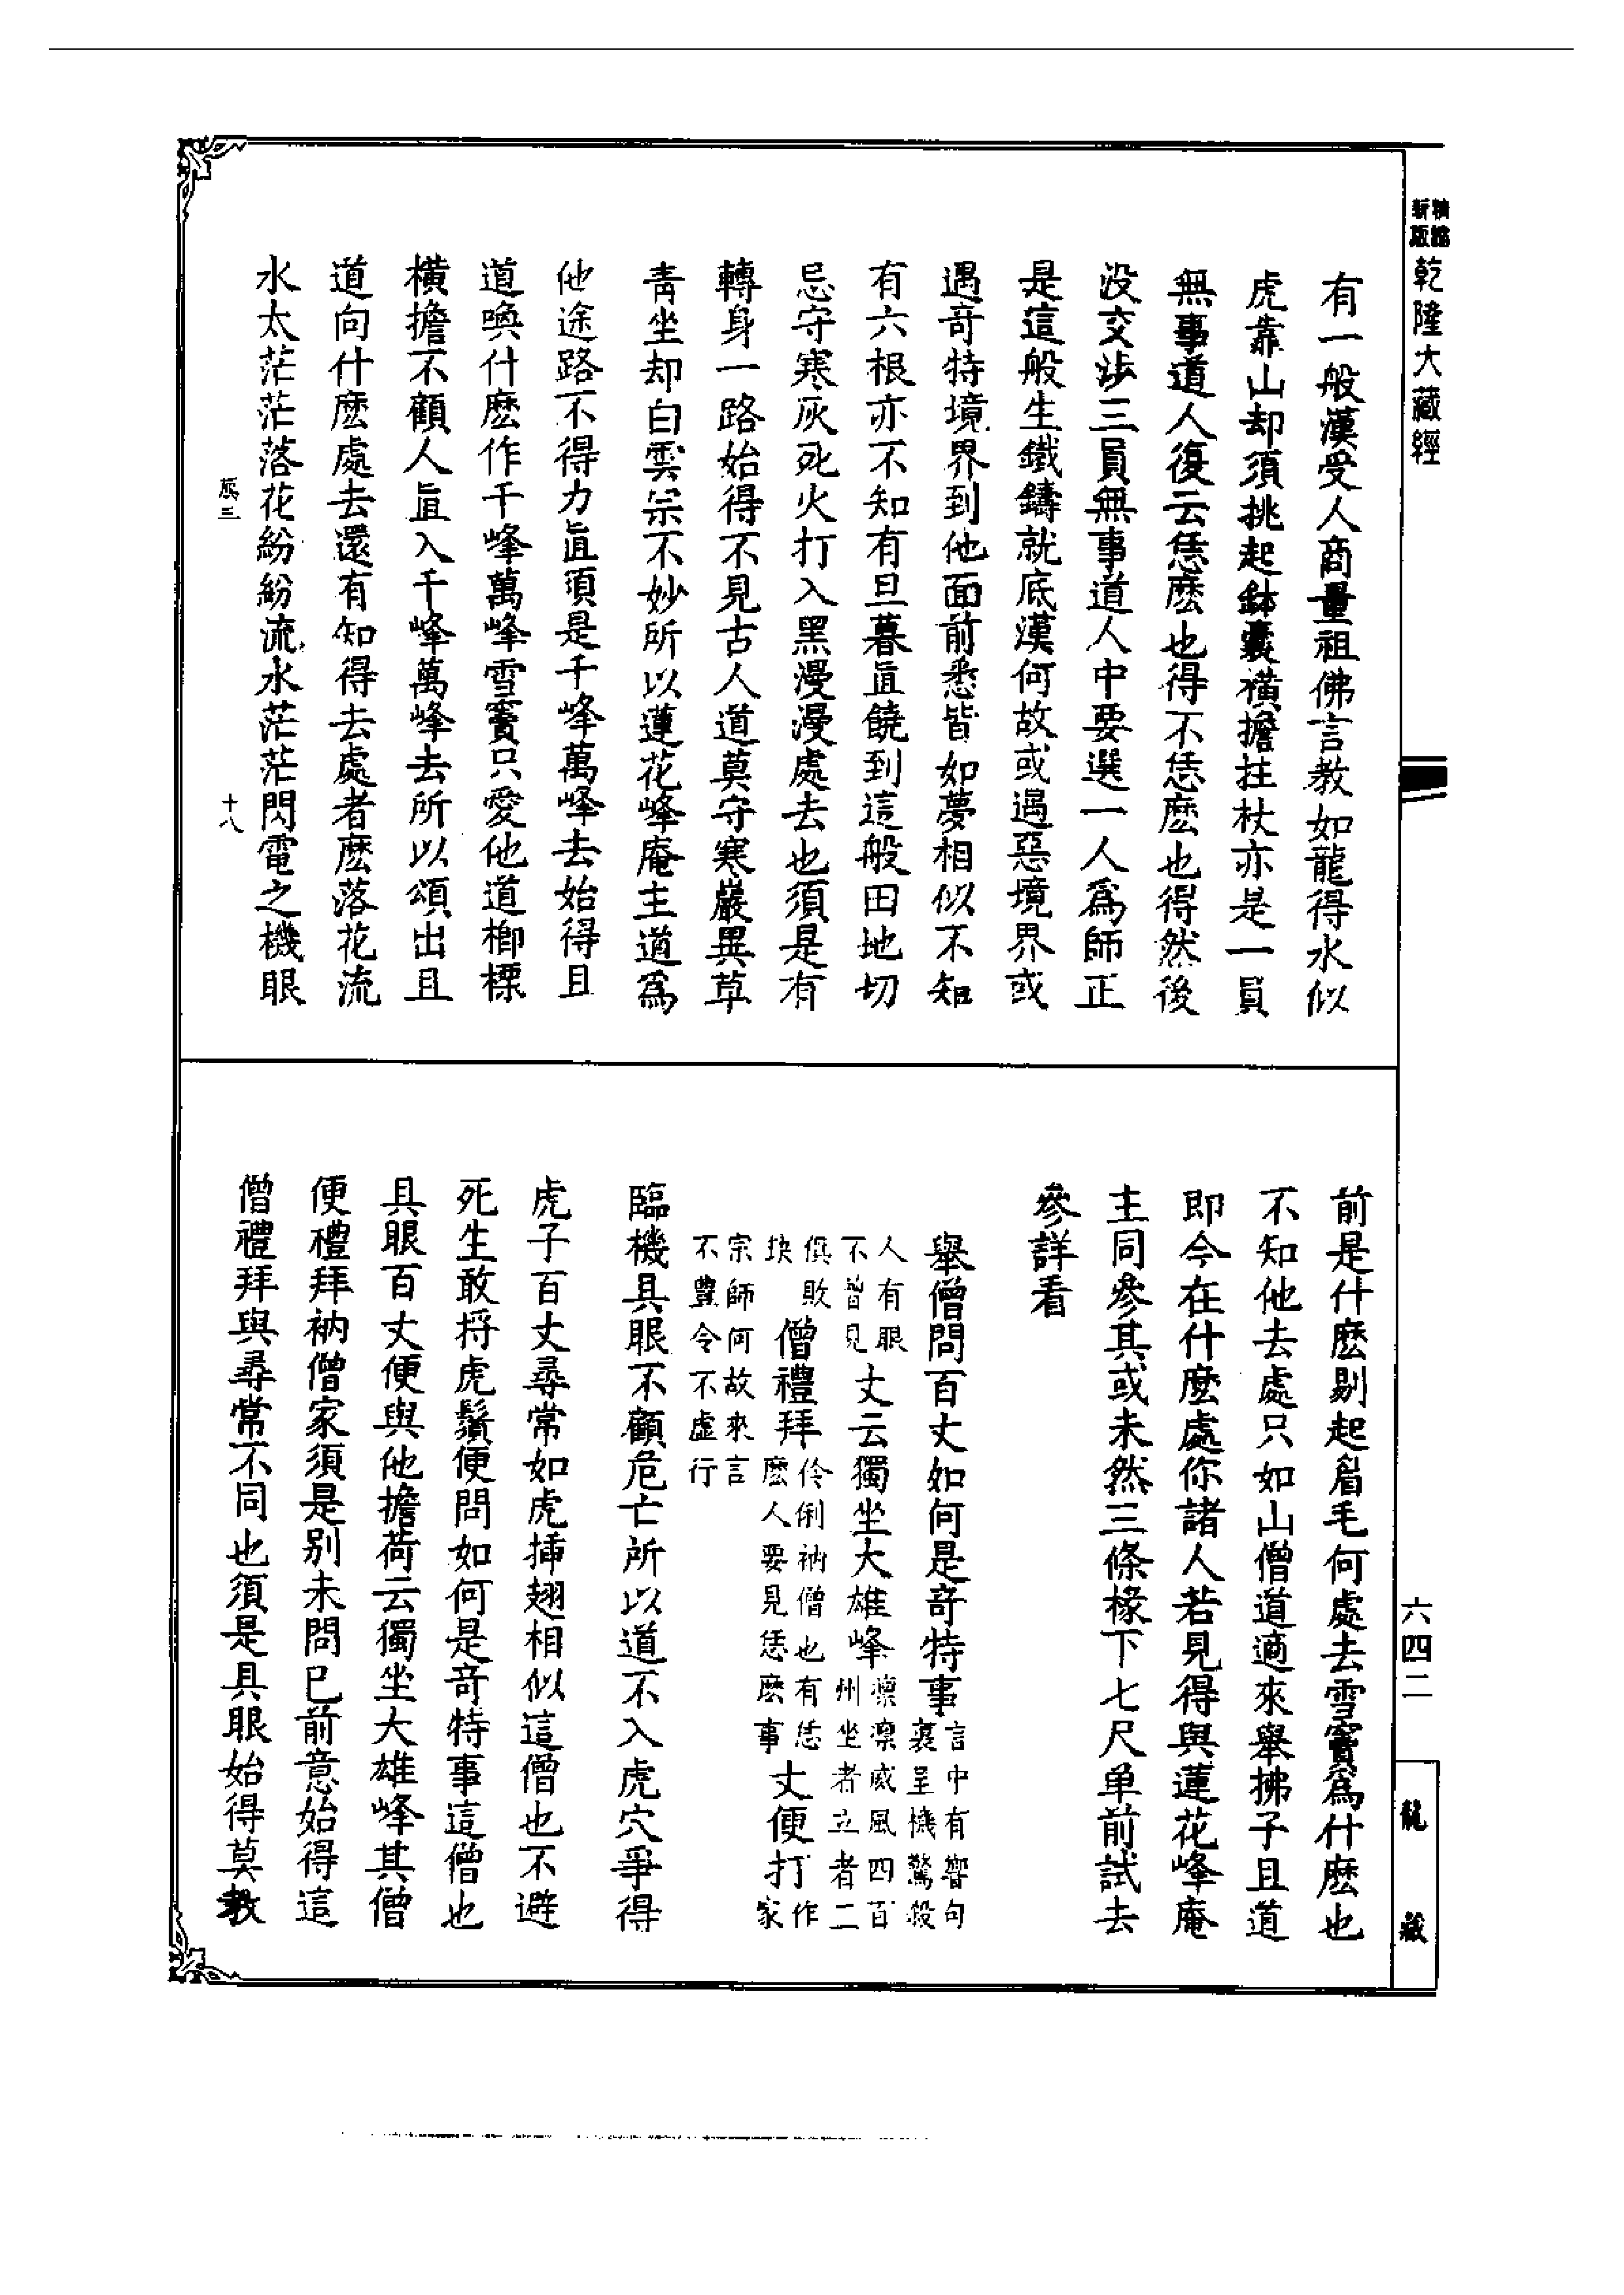 精縮
新版
乾隆大藏經
有一般漢受人商量祖佛言教如龍得水似
虎靠山却須挑起鉢囊橫擔拄杖亦是一員
無事道人復云恁麽也得不恁麽也得然後
没交涉三員無事道人中要選一人爲師正
是這般生鐵鑄就底漢何故或遇惡境界或
遇竒特境界到他面前悉皆如夢相似不知
有六根亦不知有旦暮直饒到這般田地切
忌守寒灰死火打入黑漫漫處去也須是有
轉身一路始得不見古人道莫守寒巖異草
青坐却白雲宗不妙所以蓮花峰庵主道爲
他途路不得力直須是千峰萬峰去始得且
道喚什麽作千峰萬峰雪竇只愛他道楖標
橫擔不顧人直入千峰萬峰去所以頌出且
道向什麽處去還有知得去處者麽落花流
水太茫茫落花紛紛流水茫茫閃電之機眼
三 十八
前是什麽剔起眉毛何處去雪竇爲什麽也
不知他去處只如山僧道適來舉拂子且道
即今在什麽處你諸人若見得與蓮花峰庵
主同參其或未然三條椽下七尺单前試去
參詳看
舉僧問百丈如何是竒特事言中有響句裏呈機驚殺
人有眼不曾見丈云獨坐大雄峰凛凛威風四百州坐者立者二
俱敗块僧禮拜伶俐衲僧也有恁麽人要見恁麽事丈便打作家
宗師何故來言不豐令不虛行
臨機具眼不顧危亡所以道不入虎穴爭得
虎子百丈尋常如虎揷翅相似這僧也不避
死生敢捋虎鬚便問如何是竒特事這僧也
具眼百丈便與他擔荷云獨坐大雄峰其僧
便禮拜衲僧家須是别未問已前意始得這
僧禮拜與尋常不同也須是具眼始得莫教
六四二
龍藏